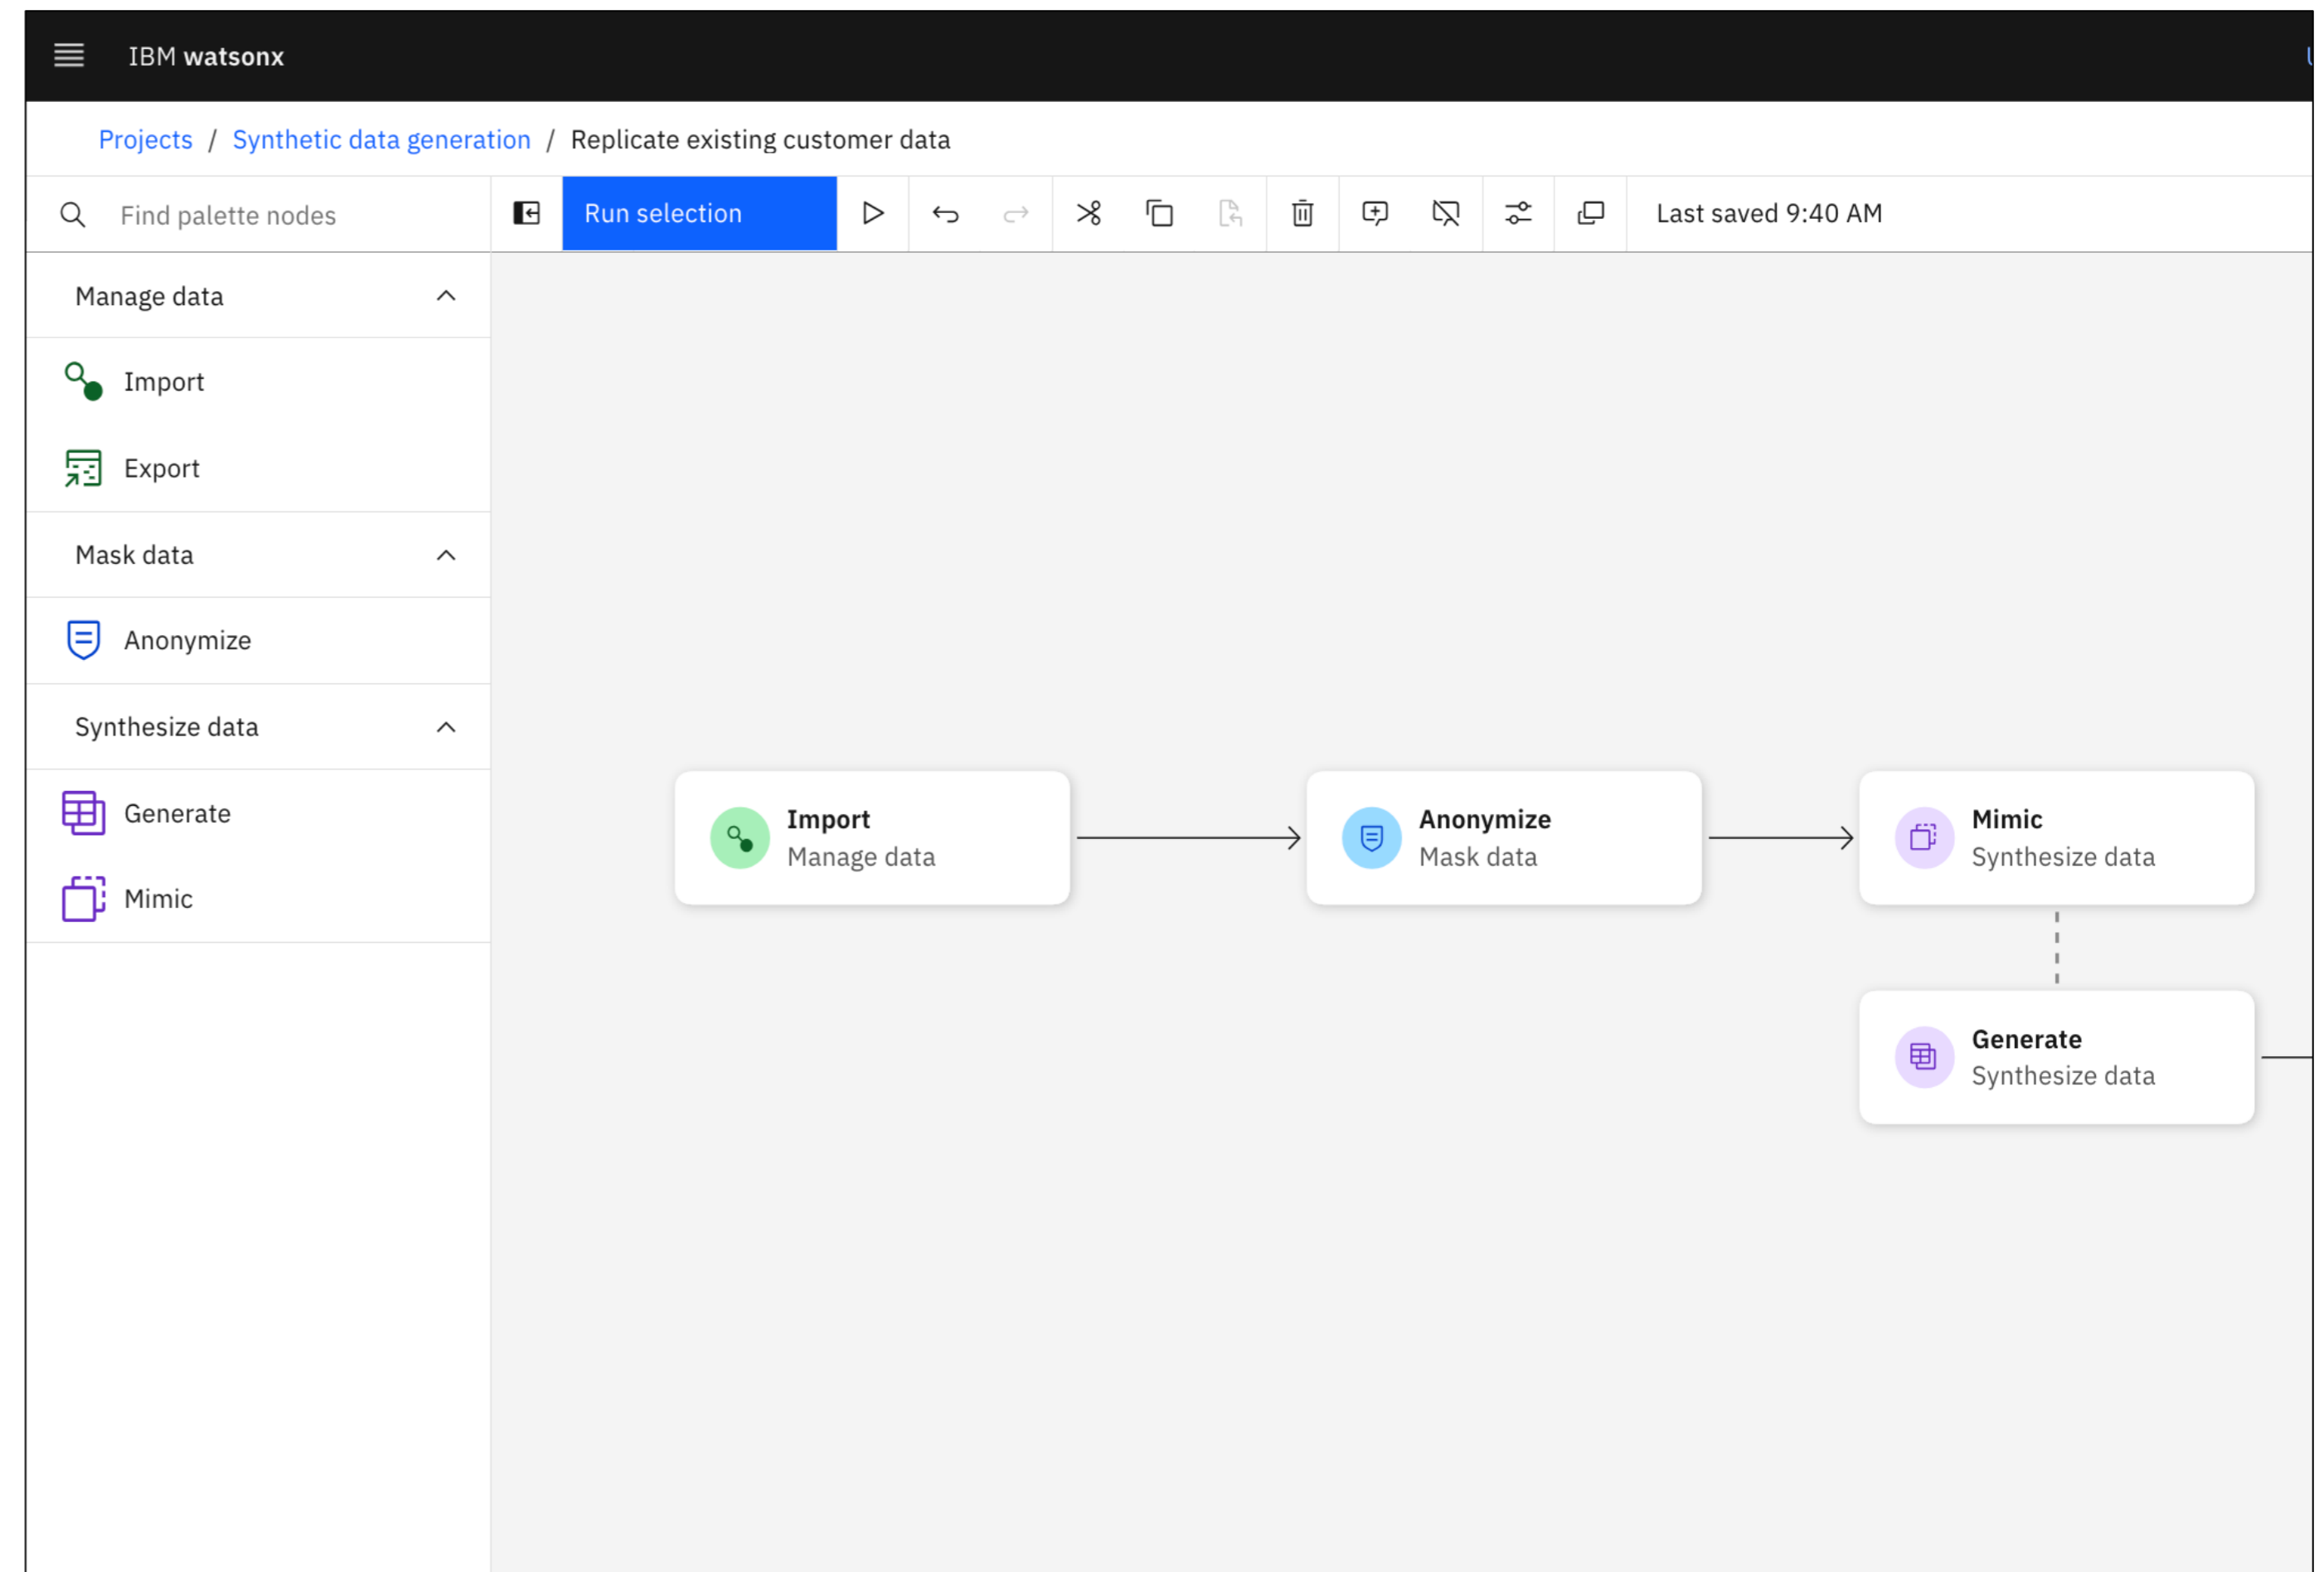 IBM watsonx
Projects / Synthetic data generation / Replicate existing customer data
Find palette nodes
Run selection
Last saved 9:40 AM
Manage data
Import
Export
Mask data
Anonymize
Synthesize data
Generate
Mimic
Import
Manage data
Anonymize
Mask data
Mimic
Synthesize data
Generate
Synthesize data